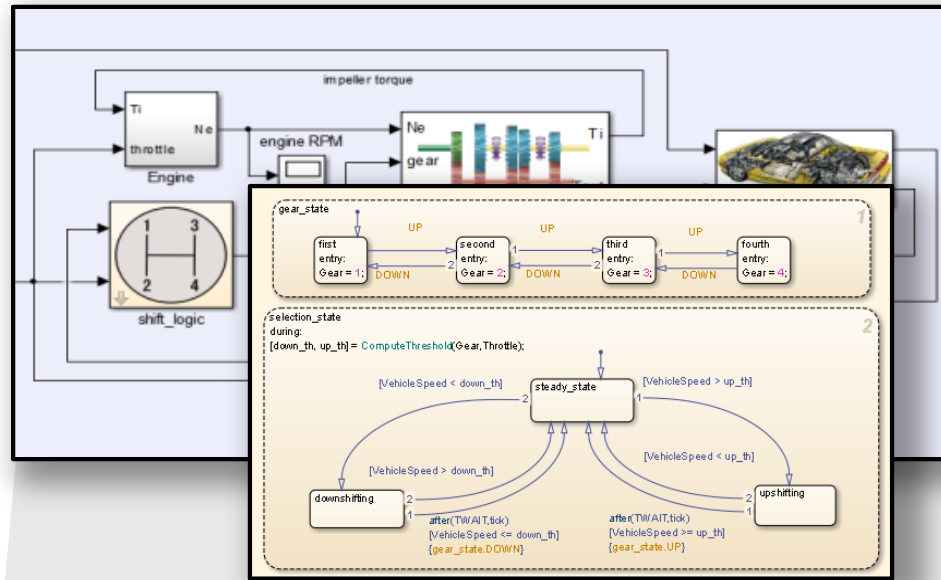 impeller torque
Ti
Ne
throttle
Engine
engine RPM
Ne
gear
Ti
1 3
2 4
shift_logic
gear_state
1
UP
UP
UP
first
entry:
Gear = 1;
second
entry:
Gear = 2;
third
entry:
Gear = 3;
fourth
entry:
Gear = 4;
1
1
2
2
DOWN
DOWN
DOWN
selection_state
2
during:
[down_th, up_th] = ComputeThreshold(Gear,Throttle);
[VehicleSpeed < down_th]
steady_state
[VehicleSpeed > up_th]
2
1
[VehicleSpeed > down_th]
[VehicleSpeed < up_th]
downshifting
2
1
upshifting
2
1
after(TWAIT,tick)
[VehicleSpeed <= down_th]
{gear_state.DOWN}
after(TWAIT,tick)
[VehicleSpeed >= up_th]
{gear_state.UP}